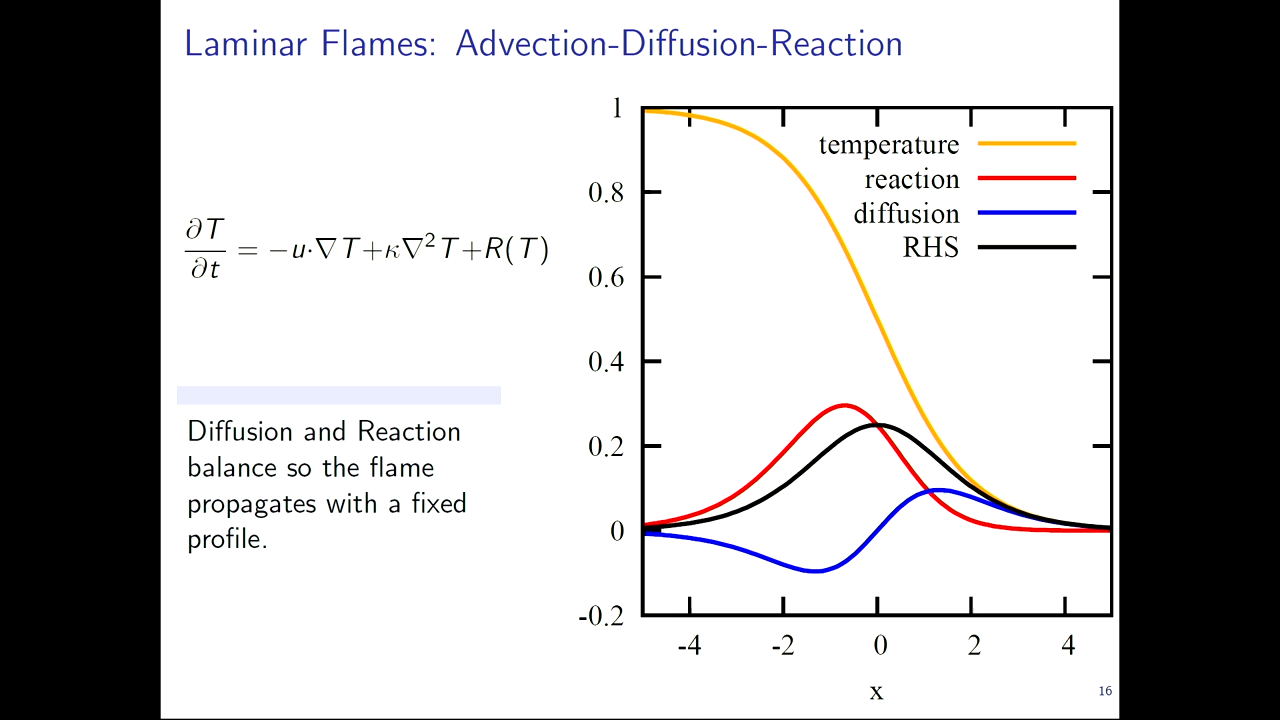 Laminar Flames: Advection-Diffusion-Reaction
∂T/∂t = −u·∇T+κ∇²T+R(T)
Diffusion and Reaction
balance so the flame
propagates with a fixed
profile.
1
0.8
0.6
0.4
0.2
0
-0.2
temperature
reaction
diffusion
RHS
-4 -2 0 2 4
x
16